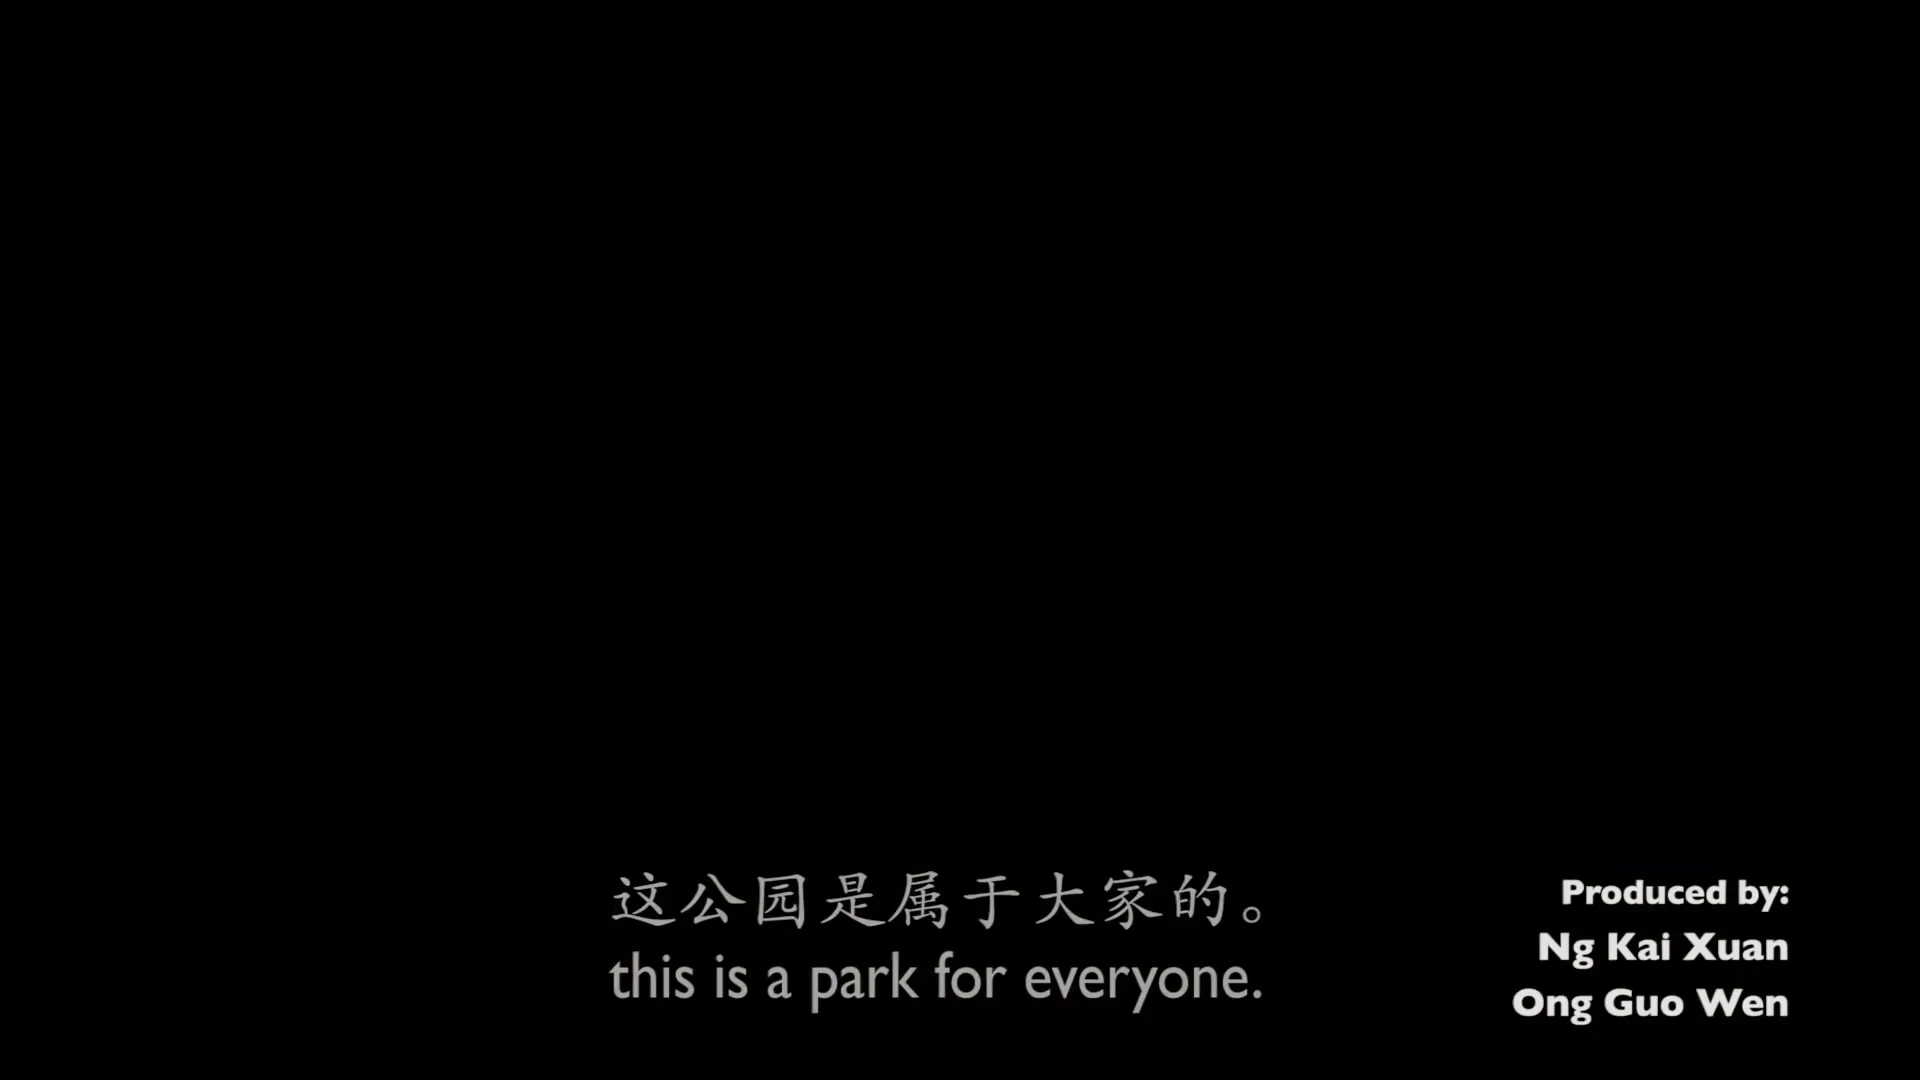 这公园是属于大家的。
this is a park for everyone.
Produced by:
Ng Kai Xuan
Ong Guo Wen